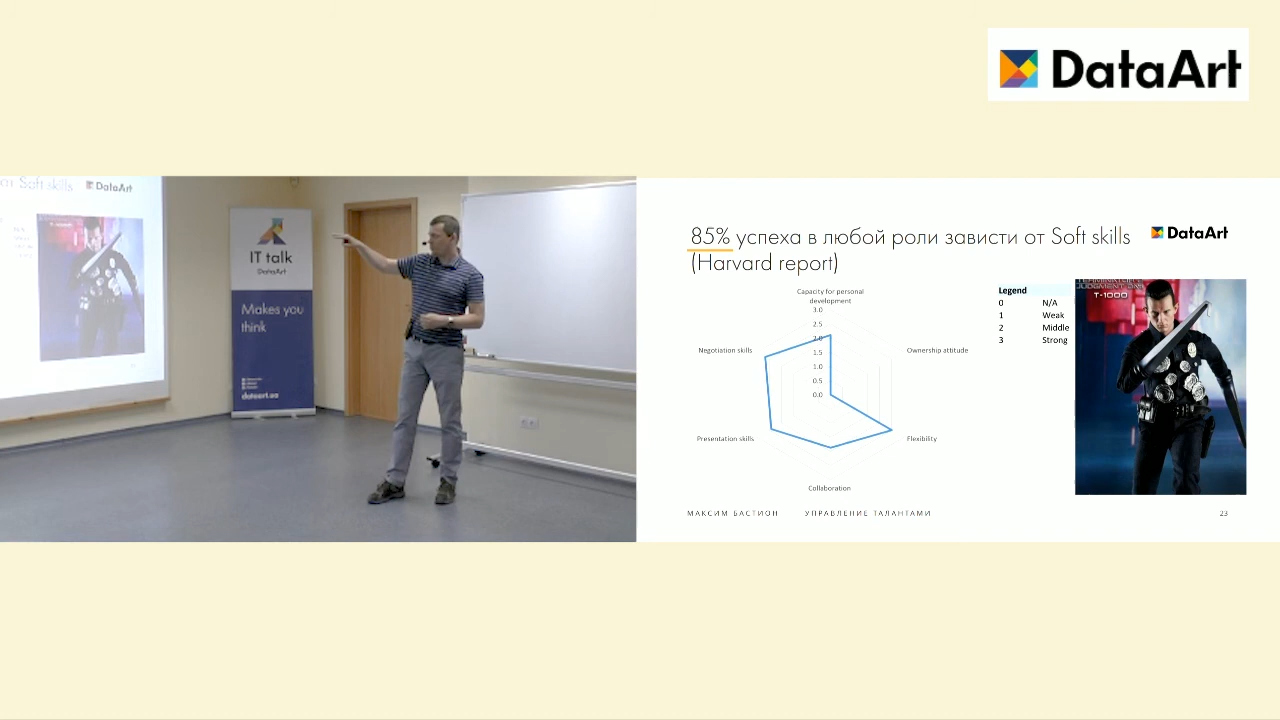 DataArt
от Soft skills
DataArt
IT talk
DataArt
Makes you
think
dataart.ua
85% успеха в любой роли зависти от Soft skills
(Harvard report)
DataArt
Capacity for personal
development
3.0
2.5
2.0
1.5
1.0
0.5
0.0
Ownership attitude
Flexibility
Collaboration
Presentation skills
Negotiation skills
Legend
0 N/A
1 Weak
2 Middle
3 Strong
JUDGMENT DAY
T-1000
МАКСИМ БАСТИОН УПРАВЛЕНИЕ ТАЛАНТАМИ
23